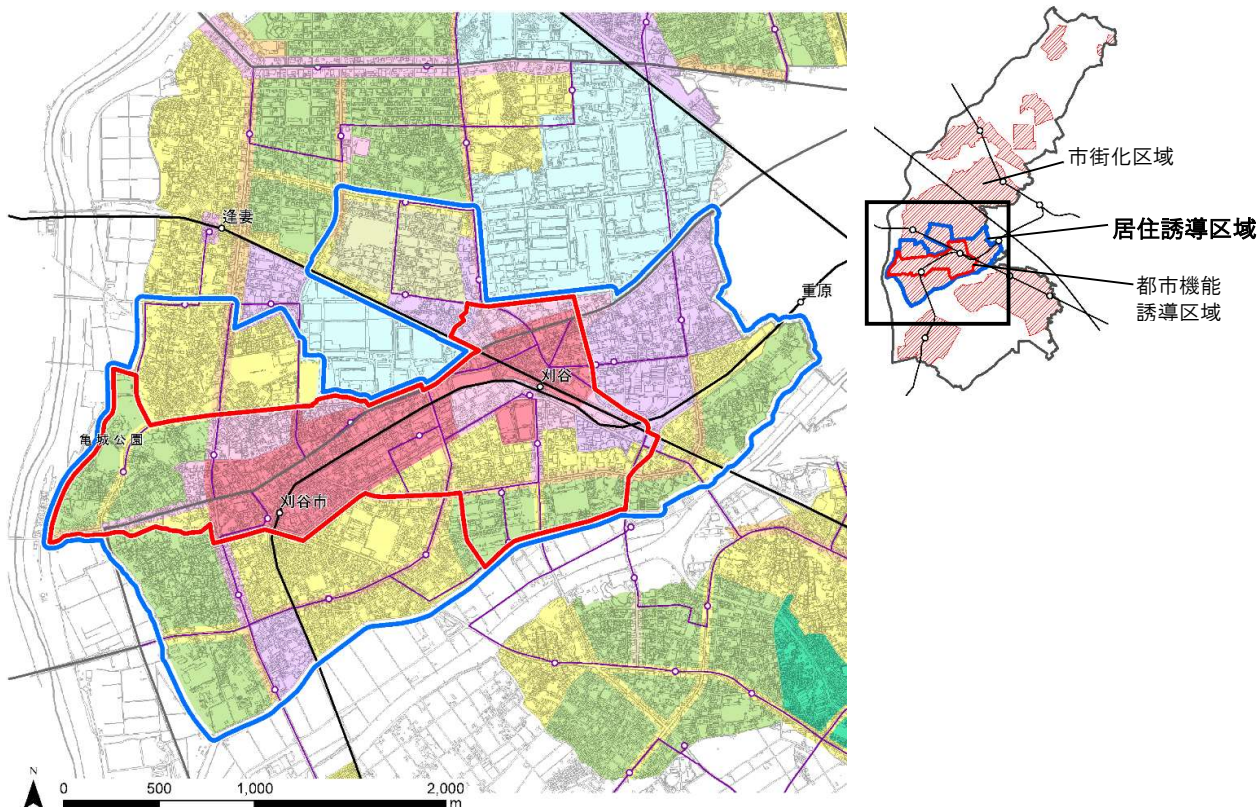 逢妻
重原
刈谷
亀城公園
刈谷市
N
0 500 1,000 2,000
m
市街化区域
居住誘導区域
都市機能
誘導区域